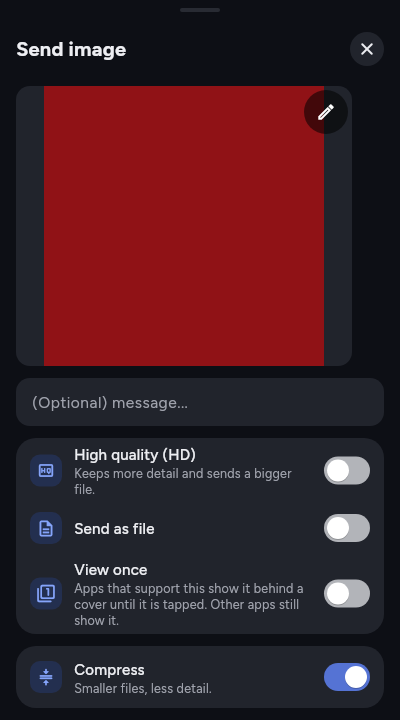 Send image
(Optional) message...
High quality (HD)
Keeps more detail and sends a bigger
file.
HQ
Send as file
View once
Apps that support this show it behind a
cover until it is tapped. Other apps still
show it.
1
Compress
Smaller files, less detail.